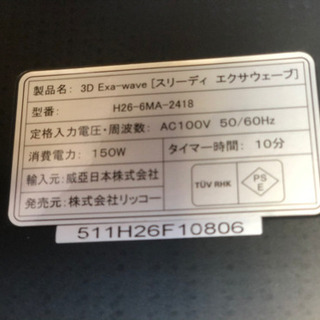 製品名: 3D Exa-wave [スリーディ エクサウェーブ]
型番: H26-6MA-2418
定格入力電圧・周波数: AC100V 50/60Hz
消費電力: 150W
タイマー時間: 10分
輸入元: 威亜日本株式会社
発売元: 株式会社リッコー
TÜV RHK
PS
E
511H26F10806